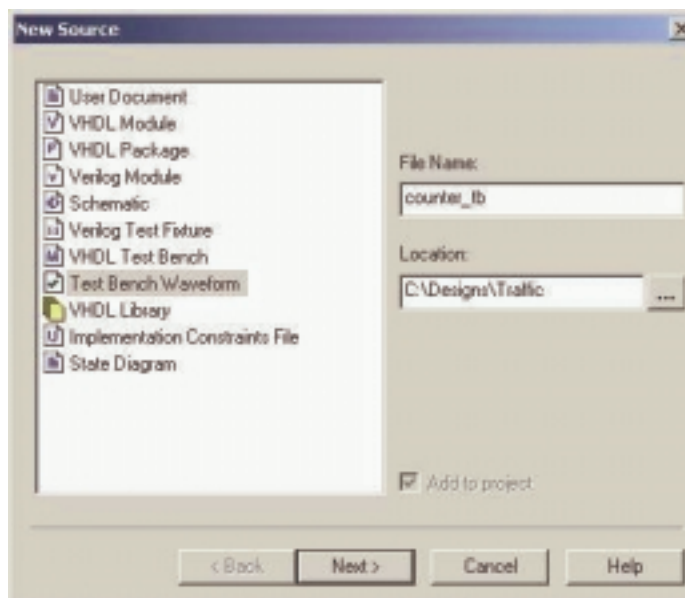 New Source
User Document
VHDL Module
VHDL Package
Verilog Module
Schematic
Verilog Test Fixture
VHDL Test Bench
Test Bench Waveform
VHDL Library
Implementation Constraints File
State Diagram
File Name:
counter_tb
Location:
C:\Designs\Traffic
...
Add to project
< Back
Next >
Cancel
Help